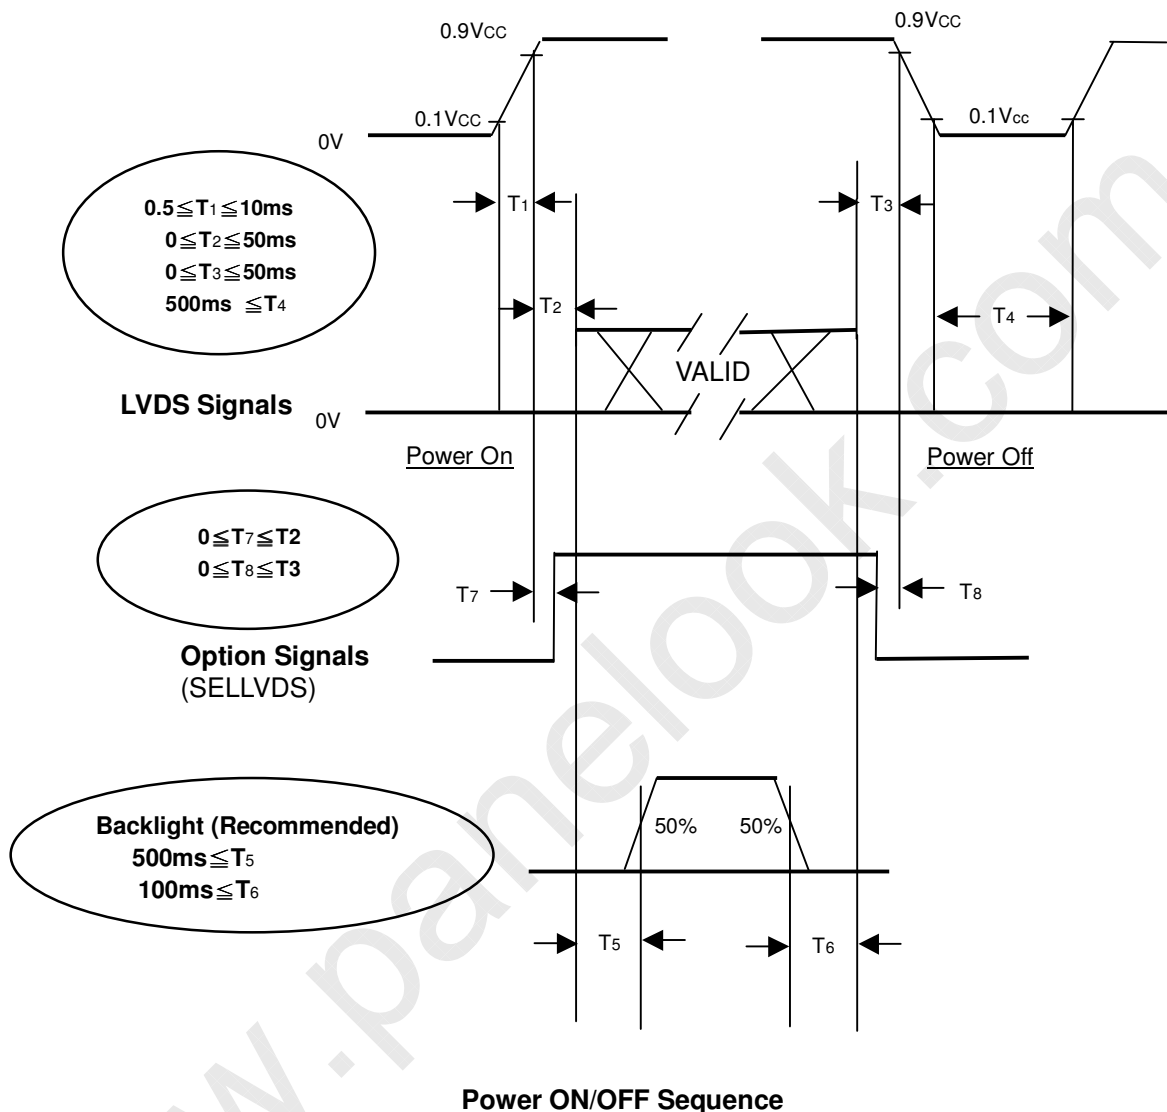 0.9Vcc
0.9Vcc
0.1Vcc
0.1Vcc
0V
T1
T3
0.5≦T1≦10ms
0≦T2≦50ms
0≦T3≦50ms
500ms ≦T4
T2
T4
VALID
LVDS Signals
0V
Power On
Power Off
0≦T7≦T2
0≦T8≦T3
T7
T8
Option Signals
(SELLVDS)
Backlight (Recommended)
500ms≦T5
100ms≦T6
50%
50%
T5
T6
Power ON/OFF Sequence
www.panelook.com